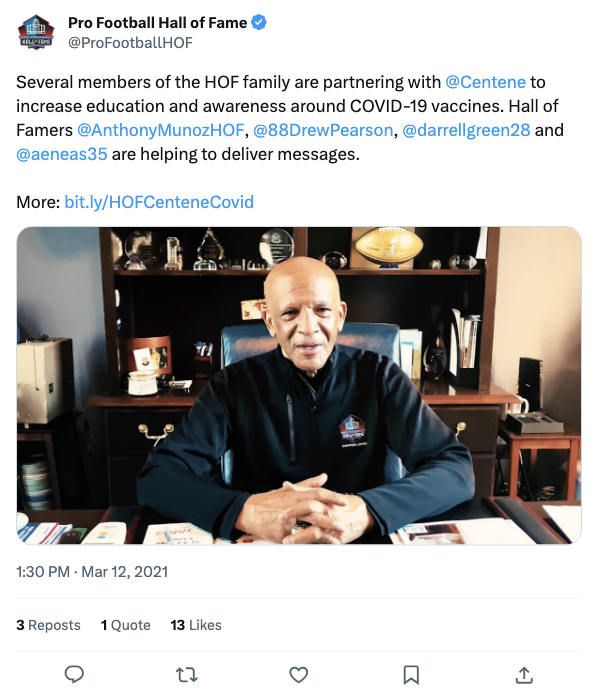 Pro Football Hall of Fame
@ProFootballHOF
Several members of the HOF family are partnering with @Centene to
increase education and awareness around COVID-19 vaccines. Hall of
Famers @AnthonyMunozHOF, @88DrewPearson, @darrellgreen28 and
@aeneas35 are helping to deliver messages.
More: bit.ly/HOFCenteneCovid
1:30 PM · Mar 12, 2021
3 Reposts 1 Quote 13 Likes